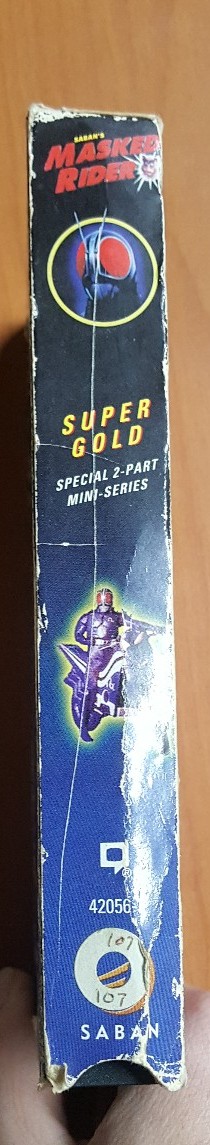 SABAN'S
MASKED
RIDER
SUPER
GOLD
SPECIAL 2-PART
MINI-SERIES
42056-
107
107
SABAN